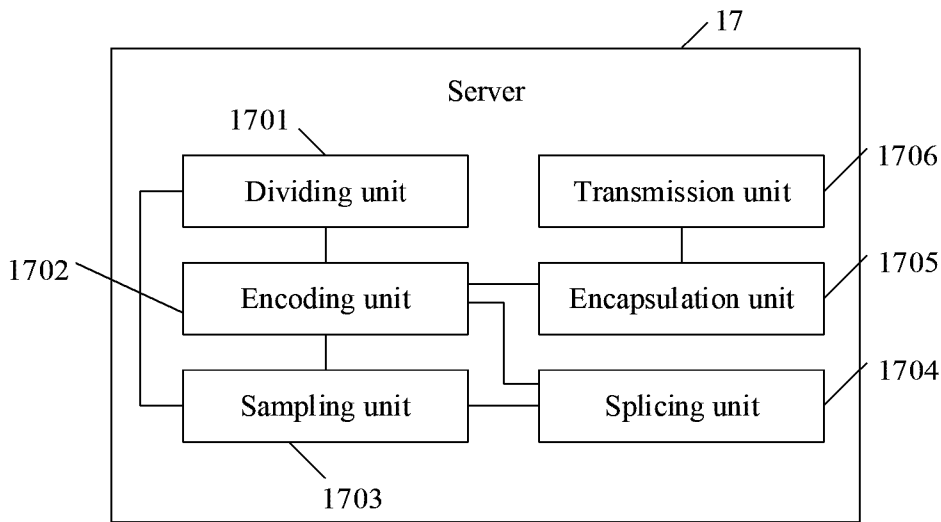 17
Server
1701
Dividing unit
Transmission unit
1706
1702
Encoding unit
Encapsulation unit
1705
Sampling unit
Splicing unit
1704
1703